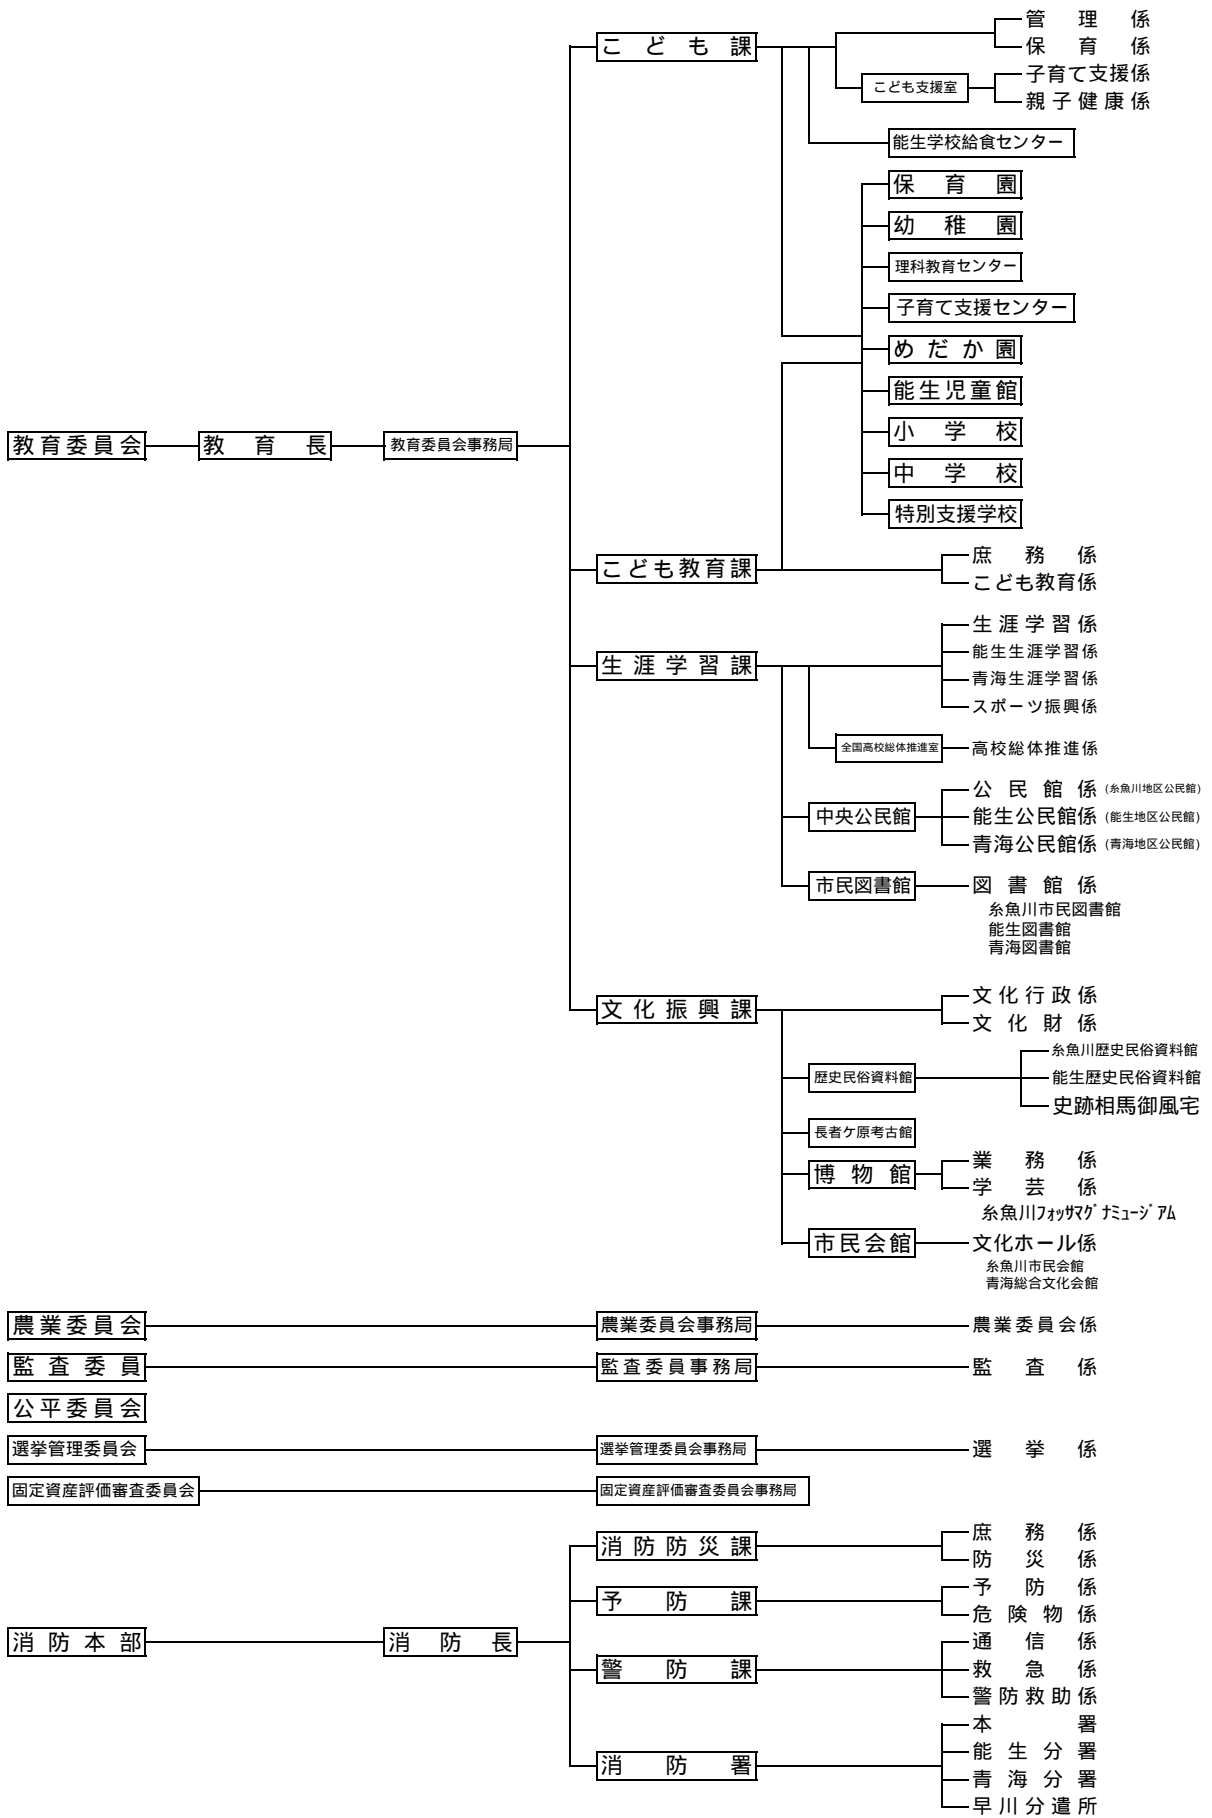 管理係
こども課
保育係
子育て支援係
こども支援室
親子健康係
能生学校給食センター
保育園
幼稚園
理科教育センター
子育て支援センター
めだか園
能生児童館
小学校
教育委員会 教育長 教育委員会事務局
中学校
特別支援学校
庶務係
こども教育課
こども教育係
生涯学習係
能生生涯学習係
生涯学習課
青海生涯学習係
スポーツ振興係
全国高校総体推進室 高校総体推進係
公民館係 (糸魚川地区公民館)
中央公民館 能生公民館係 (能生地区公民館)
青海公民館係 (青海地区公民館)
市民図書館 図書館係
糸魚川市民図書館
能生図書館
青海図書館
文化行政係
文化振興課
文化財係
糸魚川歴史民俗資料館
歴史民俗資料館 能生歴史民俗資料館
史跡相馬御風宅
長者ケ原考古館
業務係
博物館
学芸係
糸魚川フォッサマグナミュージアム
市民会館 文化ホール係
糸魚川市民会館
青海総合文化会館
農業委員会 農業委員会事務局 農業委員会係
監査委員 監査委員事務局 監査係
公平委員会
選挙管理委員会 選挙管理委員会事務局 選挙係
固定資産評価審査委員会 固定資産評価審査委員会事務局
庶務係
消防防災課
防災係
予防係
予防課
危険物係
消防本部 消防長 通信係
警防課 救急係
警防救助係
本署
能生分署
消防署
青海分署
早川分遣所